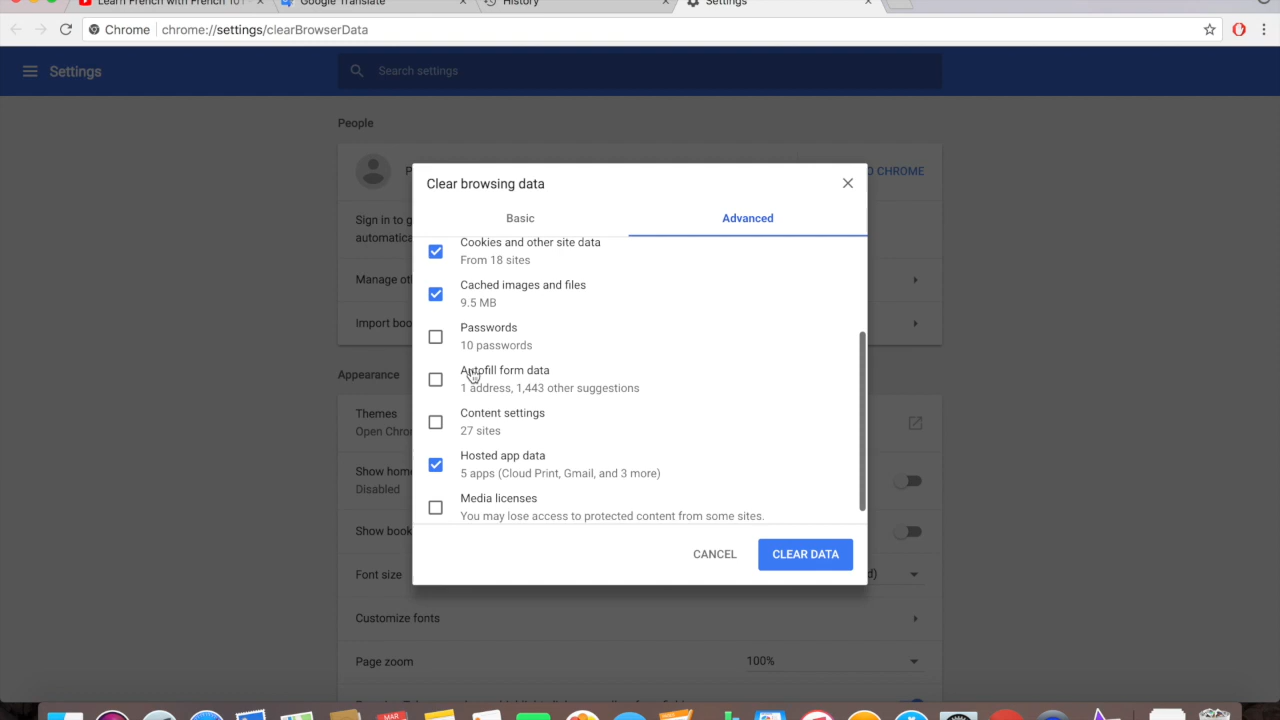 Learn French with French 101
Google Translate
History
Settings
Chrome
chrome://settings/clearBrowserData
Settings
Search settings
People
O CHROME
Sign in to g
automatica
Manage oth
Import boo
Appearance
Themes
Open Chro
Show home
Disabled
Show book
Font size
d)
Customize fonts
Page zoom
100%
Clear browsing data
Basic
Advanced
Cookies and other site data
From 18 sites
Cached images and files
9.5 MB
Passwords
10 passwords
Autofill form data
1 address, 1,443 other suggestions
Content settings
27 sites
Hosted app data
5 apps (Cloud Print, Gmail, and 3 more)
Media licenses
You may lose access to protected content from some sites.
CANCEL
CLEAR DATA
MAR